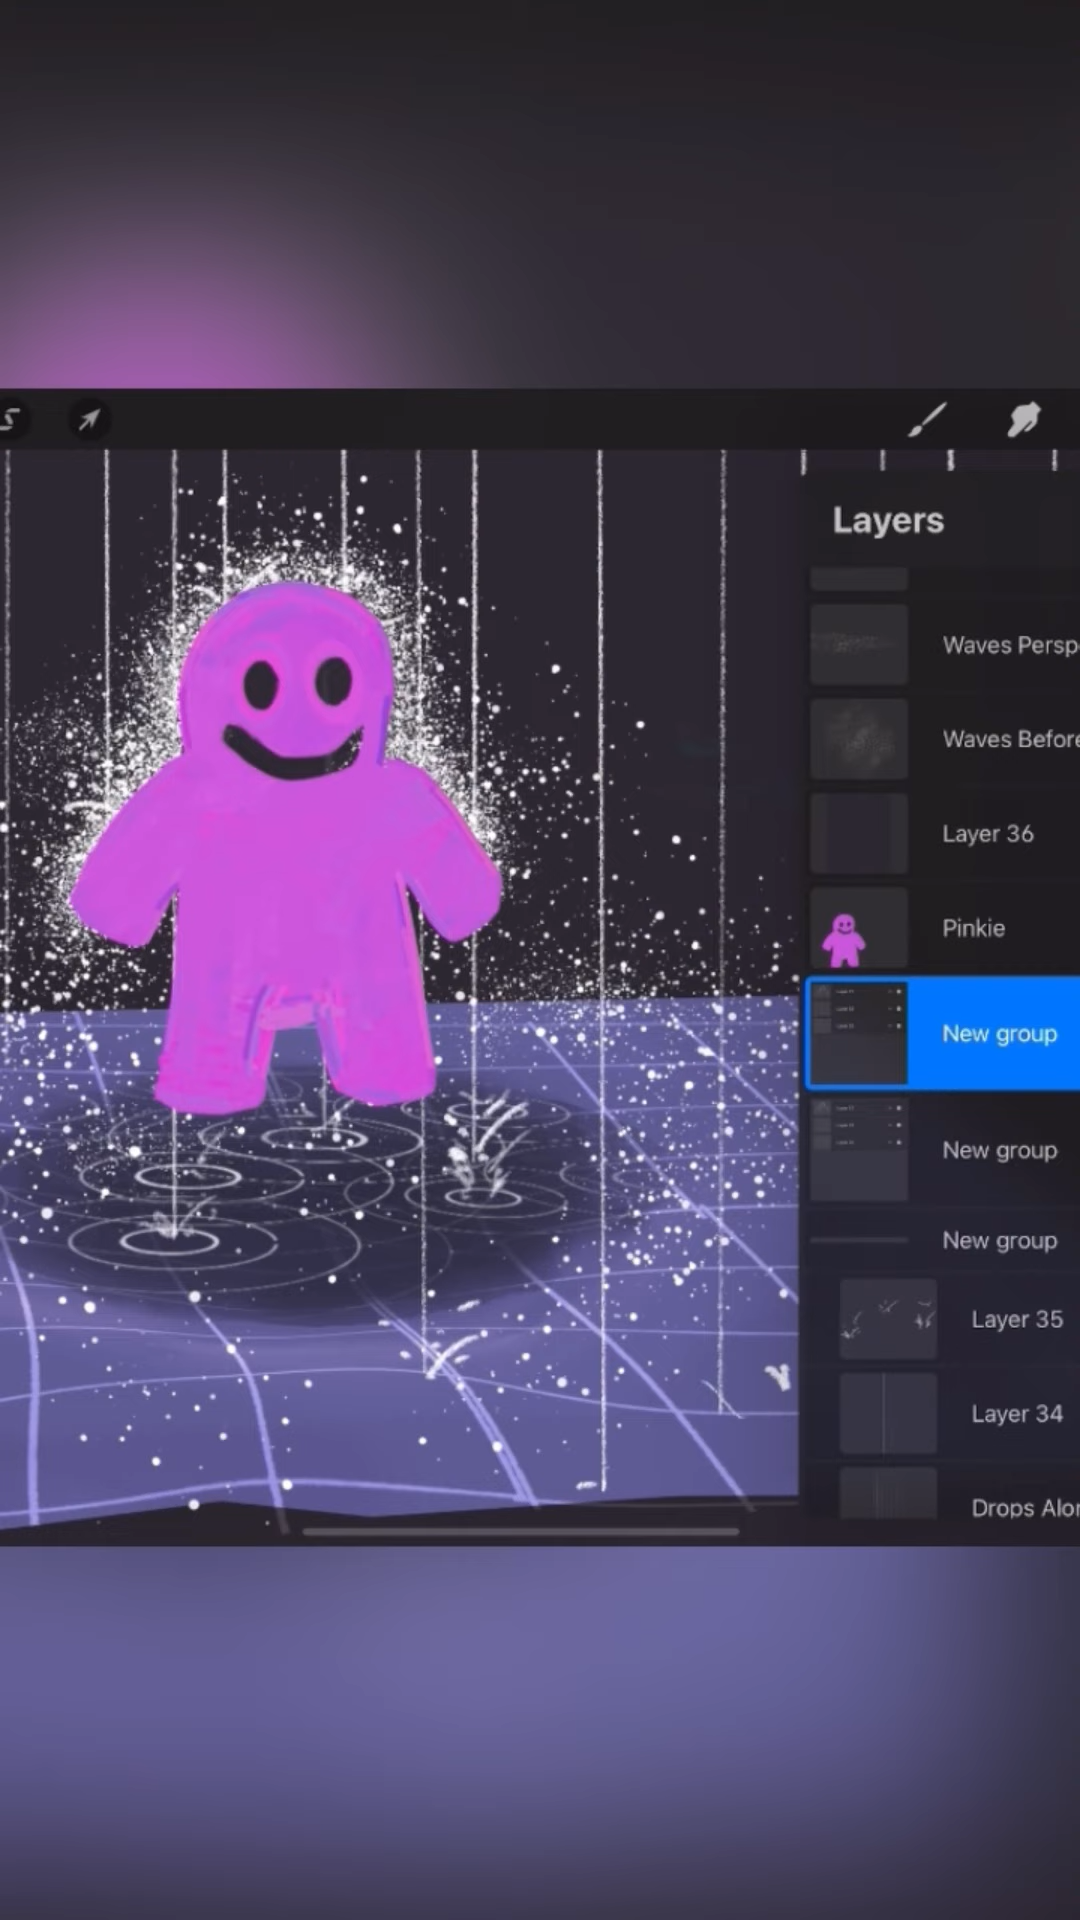 Layers
Waves Persp
Waves Before
Layer 36
Pinkie
New group
New group
New group
Layer 35
Layer 34
Drops Alon